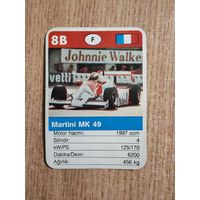 8B F
Johnnie Walke
vetti
Martini MK 49
Motor hacmi: 1997 ccm
Silindir: 4
kW/PS: 125/170
Dakika/Devir: 6200
Ağırlık: 456 kg